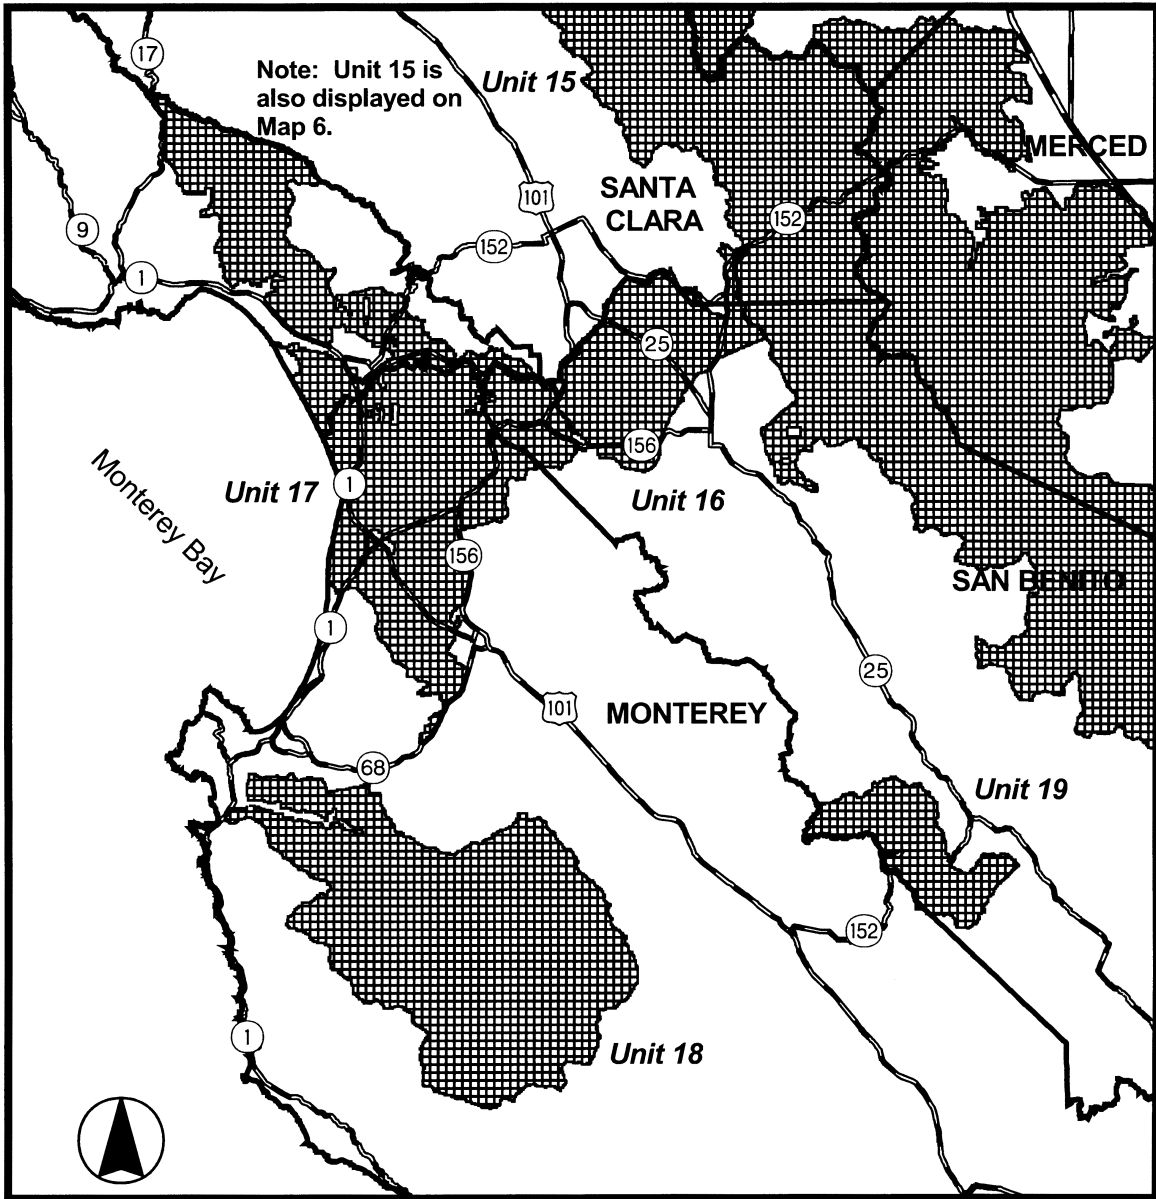 17
Note: Unit 15 is
also displayed on
Map 6.
Unit 15
MERCED
101
SANTA
CLARA
152
9
152
1
25
156
Unit 17
1
Unit 16
Monterey Bay
156
SAN BENITO
1
25
101
MONTEREY
68
Unit 19
152
1
Unit 18